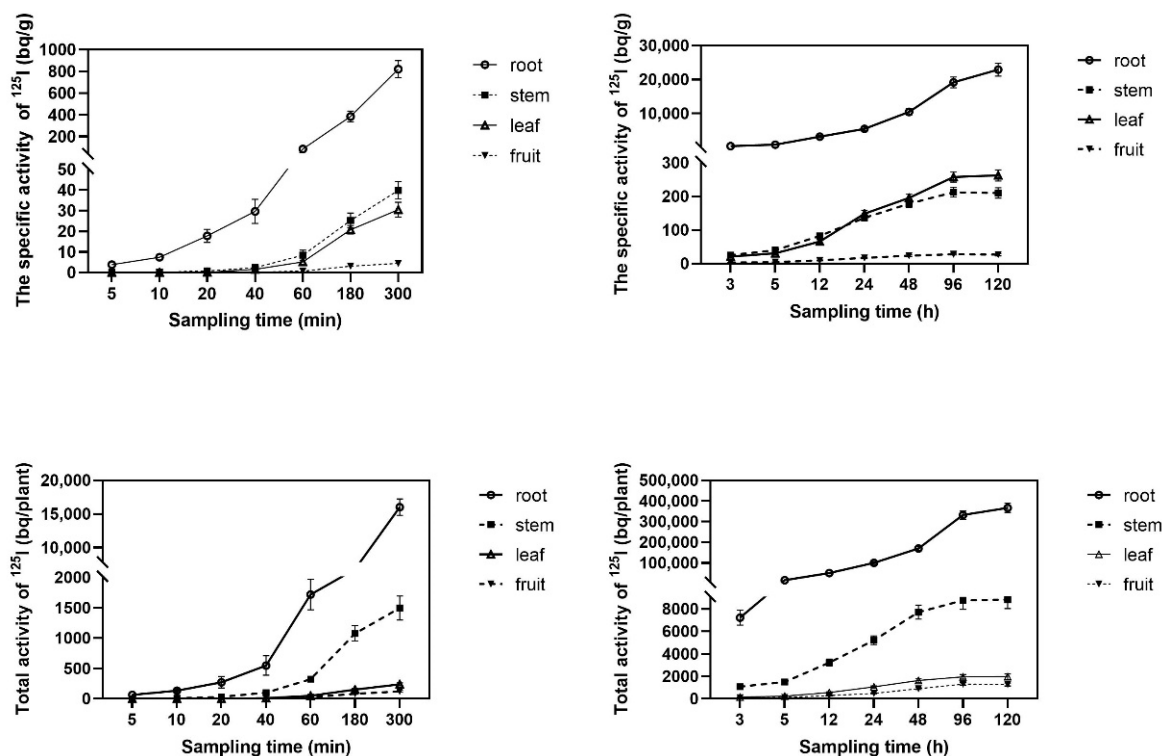 The specific activity of ¹²⁵I (bq/g)
1000
800
600
400
200
50
40
30
20
10
0
5 10 20 40 60 180 300
Sampling time (min)
root
stem
leaf
fruit
The specific activity of ¹²⁵I (bq/g)
30,000
20,000
10,000
300
200
100
0
3 5 12 24 48 96 120
Sampling time (h)
root
stem
leaf
fruit
Total activity of ¹²⁵I (bq/plant)
20,000
15,000
10,000
2000
1500
1000
500
0
5 10 20 40 60 180 300
Sampling time (min)
root
stem
leaf
fruit
Total activity of ¹²⁵I (bq/plant)
500,000
400,000
300,000
200,000
100,000
8000
6000
4000
2000
0
3 5 12 24 48 96 120
Sampling time (h)
root
stem
leaf
fruit